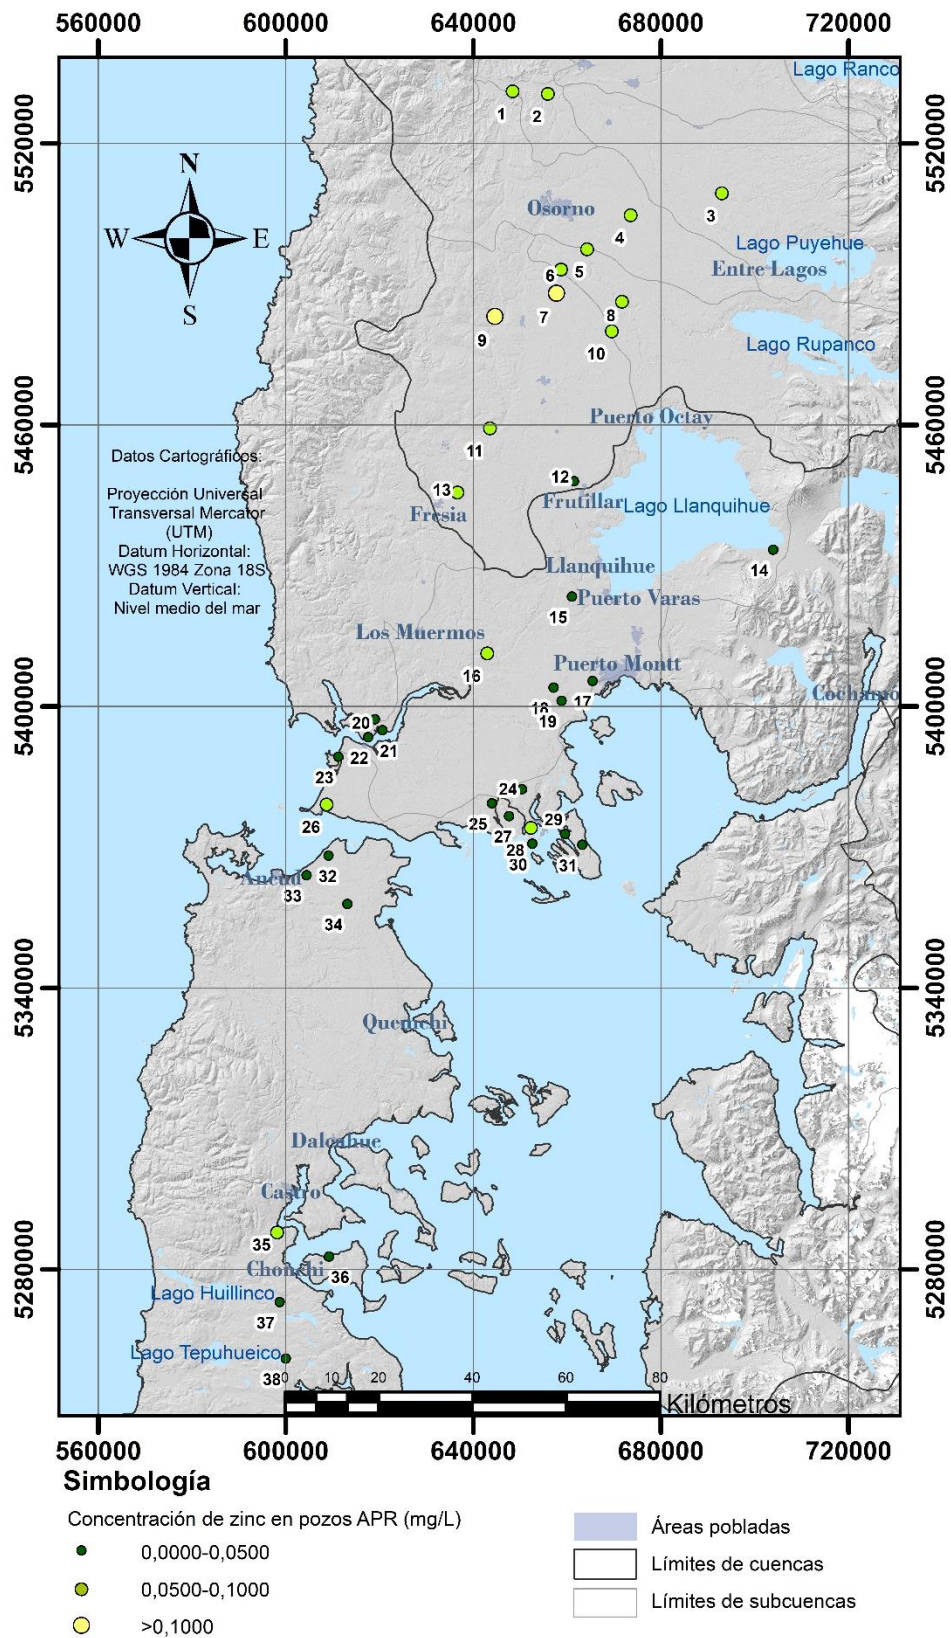 560000 600000 640000 680000 720000
Lago Ranco
1 2
5520000 5520000
N
W E
S
3
Osorno
4
Lago Puyehue
5
Entre Lagos
6
7
8
9
Lago Rupanco
10
Puerto Octay
5460000 5460000
11
Datos Cartográficos:
12
13
Proyección Universal
Transversal Mercator
(UTM)
Datum Horizontal:
WGS 1984 Zona 18S
Datum Vertical:
Nivel medio del mar
Frutillar
Lago Llanquihue
Fresia
14
Llanquihue
Puerto Varas
15
Los Muermos
Puerto Montt
16
17
Cochamo
18
19
5400000 5400000
20
21
22
23
24
25
26
27
28
29
30
31
32
Ancud
33
34
5340000 5340000
Quemchi
Dalcahue
Castro
35
36
Chonchi
5280000 5280000
Lago Huillinco
37
Lago Tepuhueico
38
0 10 20 40 60 80
Kilómetros
560000 600000 640000 680000 720000
Simbología
Concentración de zinc en pozos APR (mg/L)
0,0000-0,0500
0,0500-0,1000
>0,1000
Áreas pobladas
Límites de cuencas
Límites de subcuencas